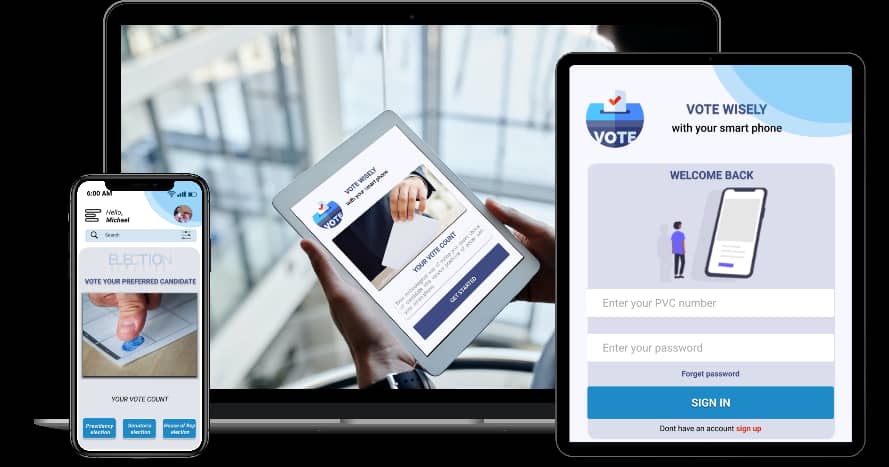 6:00 AM
Hello,
Michael
Search
ELECTION
VOTE YOUR PREFERRED CANDIDATE
YOUR VOTE COUNT
Presidency
election
Senatorial
election
House of Rep
election
VOTE WISELY
with your smart phone
VOTE
YOUR VOTE COUNT
GET STARTED
VOTE
VOTE WISELY
with your smart phone
WELCOME BACK
Enter your PVC number
Enter your password
Forget password
SIGN IN
Dont have an account sign up